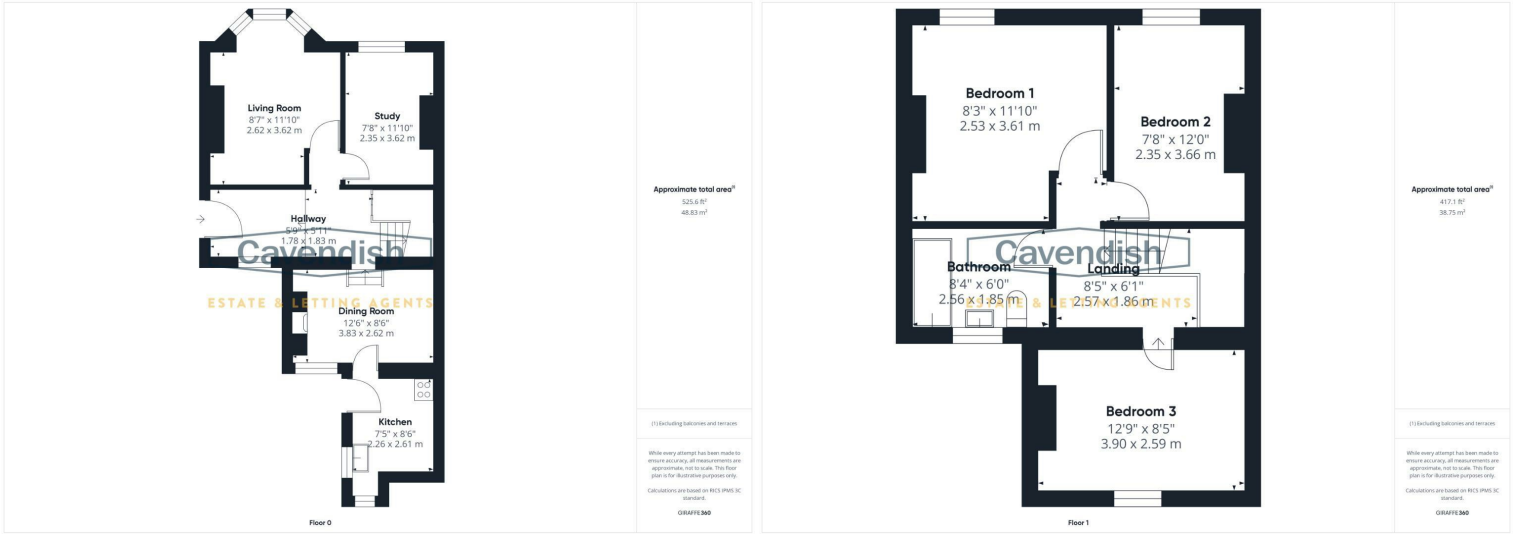 Living Room
8'7" x 11'10"
2.62 x 3.62 m
Study
7'8" x 11'10"
2.35 x 3.62 m
Hallway
5'9" x 5'11"
1.78 x 1.83 m
Cavendish
ESTATE & LETTING AGENTS
Dining Room
12'6" x 8'6"
3.83 x 2.62 m
Kitchen
7'5" x 8'6"
2.26 x 2.61 m
Floor 0
Approximate total area⁽¹⁾
525.6 ft²
48.83 m²
(1) Excluding balconies and terraces
While every attempt has been made to
ensure accuracy, all measurements are
approximate, not to scale. This floor
plan is for illustrative purposes only.
Calculations are based on RICS IPMS 3C
standard.
GIRAFFE360
Bedroom 1
8'3" x 11'10"
2.53 x 3.61 m
Bedroom 2
7'8" x 12'0"
2.35 x 3.66 m
Cavendish
Bathroom
8'4" x 6'0"
2.56 x 1.85 m
Landing
8'5" x 6'1"
2.57 x 1.86 m
ESTATE & LETTING AGENTS
Bedroom 3
12'9" x 8'5"
3.90 x 2.59 m
Floor 1
Approximate total area⁽¹⁾
417.1 ft²
38.75 m²
(1) Excluding balconies and terraces
While every attempt has been made to
ensure accuracy, all measurements are
approximate, not to scale. This floor
plan is for illustrative purposes only.
Calculations are based on RICS IPMS 3C
standard.
GIRAFFE360